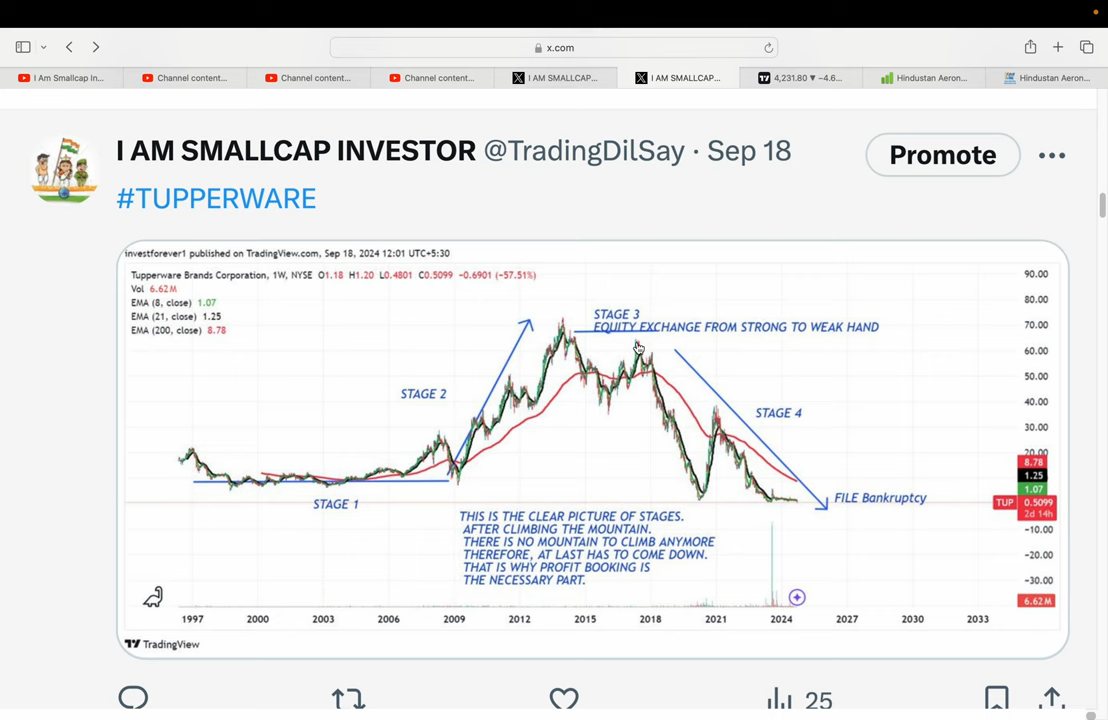 x.com
I Am Smallcap In...
Channel content...
Channel content...
Channel content...
I AM SMALLCAP...
I AM SMALLCAP...
4,231.80 ▼ −4.6...
Hindustan Aeron...
Hindustan Aeron...
I AM SMALLCAP INVESTOR @TradingDilSay · Sep 18
Promote
#TUPPERWARE
investforever1 published on TradingView.com, Sep 18, 2024 12:01 UTC+5:30
Tupperware Brands Corporation, 1W, NYSE O1.18 H1.20 L0.4801 C0.5099 −0.6901 (−57.51%)
Vol 6.62M
EMA (8, close) 1.07
EMA (21, close) 1.25
EMA (200, close) 8.78
90.00
80.00
70.00
60.00
50.00
40.00
30.00
20.00
8.78
1.25
1.07
TUP 0.5099
2d 14h
−10.00
−20.00
−30.00
6.62M
STAGE 3
EQUITY EXCHANGE FROM STRONG TO WEAK HAND
STAGE 2
STAGE 4
STAGE 1
FILE Bankruptcy
THIS IS THE CLEAR PICTURE OF STAGES.
AFTER CLIMBING THE MOUNTAIN.
THERE IS NO MOUNTAIN TO CLIMB ANYMORE
THEREFORE, AT LAST HAS TO COME DOWN.
THAT IS WHY PROFIT BOOKING IS
THE NECESSARY PART.
1997 2000 2003 2006 2009 2012 2015 2018 2021 2024 2027 2030 2033
TradingView
25